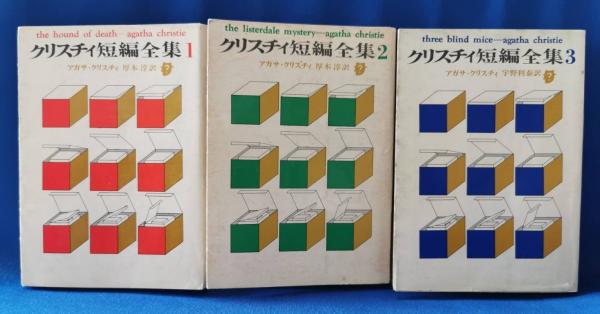 the hound of death—agatha christie
クリスチィ短編全集1
アガサ・クリスチィ 厚木淳訳
?
the listerdale mystery—agatha christie
クリスチィ短編全集2
アガサ・クリスチィ 厚木淳訳
?
three blind mice—agatha christie
クリスチィ短編全集3
アガサ・クリスチィ 宇野利泰訳
?